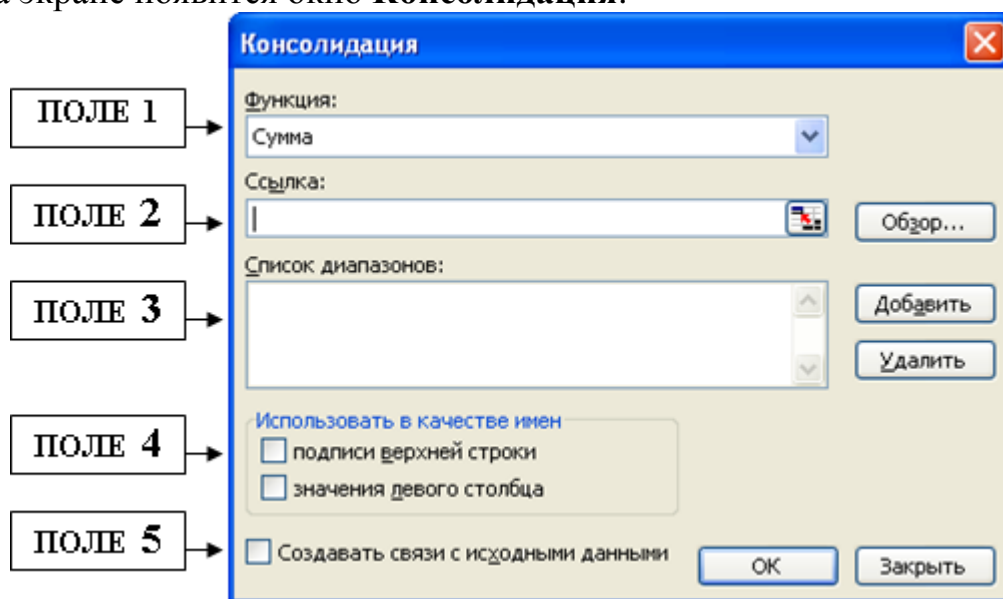 а экране появится окно Консолидация:
Консолидация
ПОЛЕ 1
Функция:
Сумма
ПОЛЕ 2
Ссылка:
Обзор...
ПОЛЕ 3
Список диапазонов:
Добавить
Удалить
ПОЛЕ 4
Использовать в качестве имен
подписи верхней строки
значения левого столбца
ПОЛЕ 5
Создавать связи с исходными данными
ОК
Закрыть